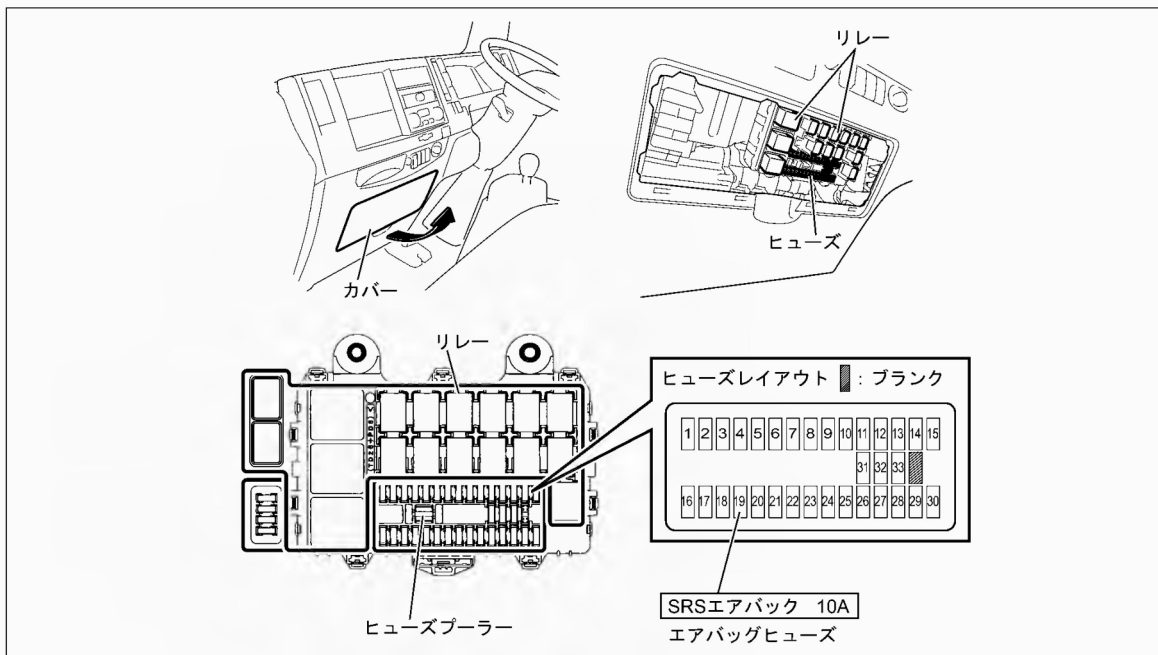 リレー
ヒューズ
カバー
リレー
ヒューズプーラー
ヒューズレイアウト : ブランク
1 2 3 4 5 6 7 8 9 10 11 12 13 14 15
31 32 33
16 17 18 19 20 21 22 23 24 25 26 27 28 29 30
SRSエアバック 10A
エアバッグヒューズ